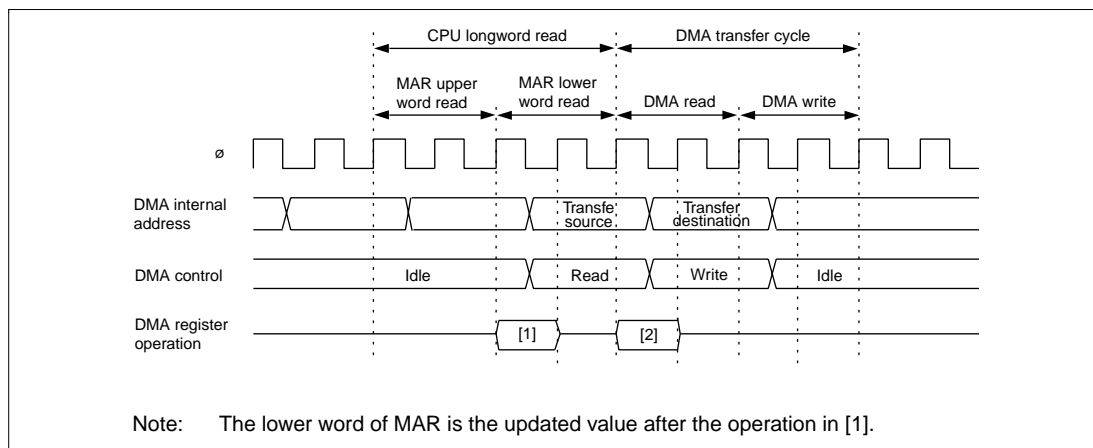 CPU longword read DMA transfer cycle
MAR upper word read MAR lower word read DMA read DMA write
ø
DMA internal address
Transfe source
Transfer destination
DMA control
Idle Read Write Idle
DMA register operation
[1] [2]
Note: The lower word of MAR is the updated value after the operation in [1].